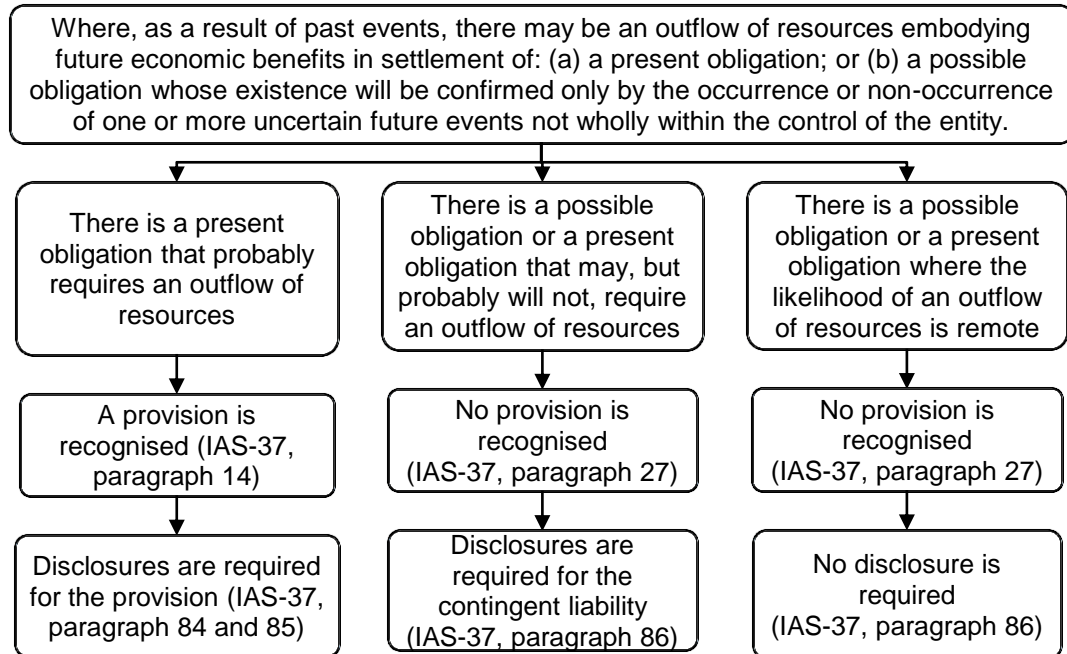 Where, as a result of past events, there may be an outflow of resources embodying
future economic benefits in settlement of: (a) a present obligation; or (b) a possible
obligation whose existence will be confirmed only by the occurrence or non-occurrence
of one or more uncertain future events not wholly within the control of the entity.
There is a present
obligation that probably
requires an outflow of
resources
There is a possible
obligation or a present
obligation that may, but
probably will not, require
an outflow of resources
There is a possible
obligation or a present
obligation where the
likelihood of an outflow
of resources is remote
A provision is
recognised (IAS-37,
paragraph 14)
No provision is
recognised
(IAS-37, paragraph 27)
No provision is
recognised
(IAS-37, paragraph 27)
Disclosures are required
for the provision (IAS-37,
paragraph 84 and 85)
Disclosures are
required for the
contingent liability
(IAS-37, paragraph 86)
No disclosure is
required
(IAS-37, paragraph 86)